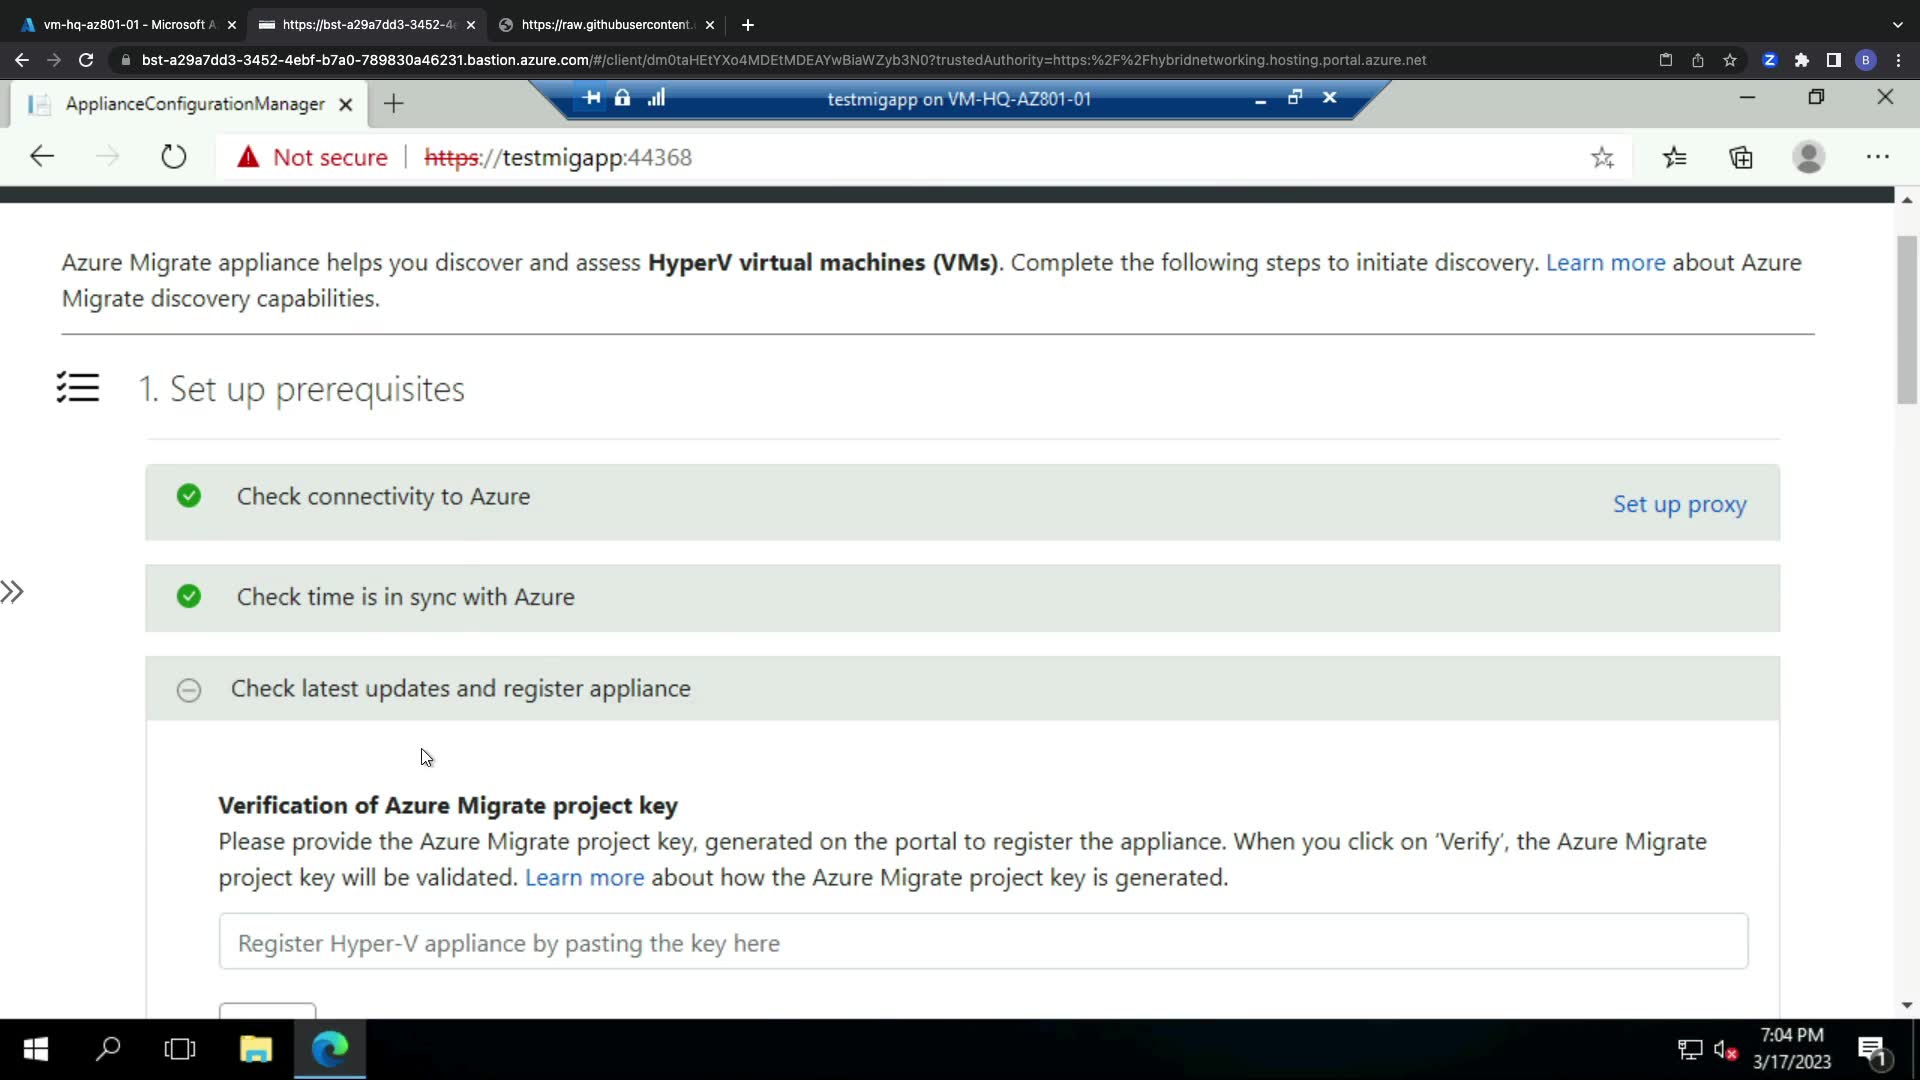 vm-hq-az801-01 - Microsoft A
https://bst-a29a7dd3-3452-4e
https://raw.githubusercontent.
bst-a29a7dd3-3452-4ebf-b7a0-789830a46231.bastion.azure.com/#/client/dm0taHEtYXo4MDEtMDEAYwBiaWZyb3N0?trustedAuthority=https:%2F%2Fhybridnetworking.hosting.portal.azure.net
B
ApplianceConfigurationManager
testmigapp on VM-HQ-AZ801-01
Not secure
https://testmigapp:44368
Azure Migrate appliance helps you discover and assess HyperV virtual machines (VMs). Complete the following steps to initiate discovery. Learn more about Azure
Migrate discovery capabilities.
1. Set up prerequisites
Check connectivity to Azure
Set up proxy
Check time is in sync with Azure
Check latest updates and register appliance
Verification of Azure Migrate project key
Please provide the Azure Migrate project key, generated on the portal to register the appliance. When you click on ‘Verify’, the Azure Migrate
project key will be validated. Learn more about how the Azure Migrate project key is generated.
Register Hyper-V appliance by pasting the key here
7:04 PM
3/17/2023
1